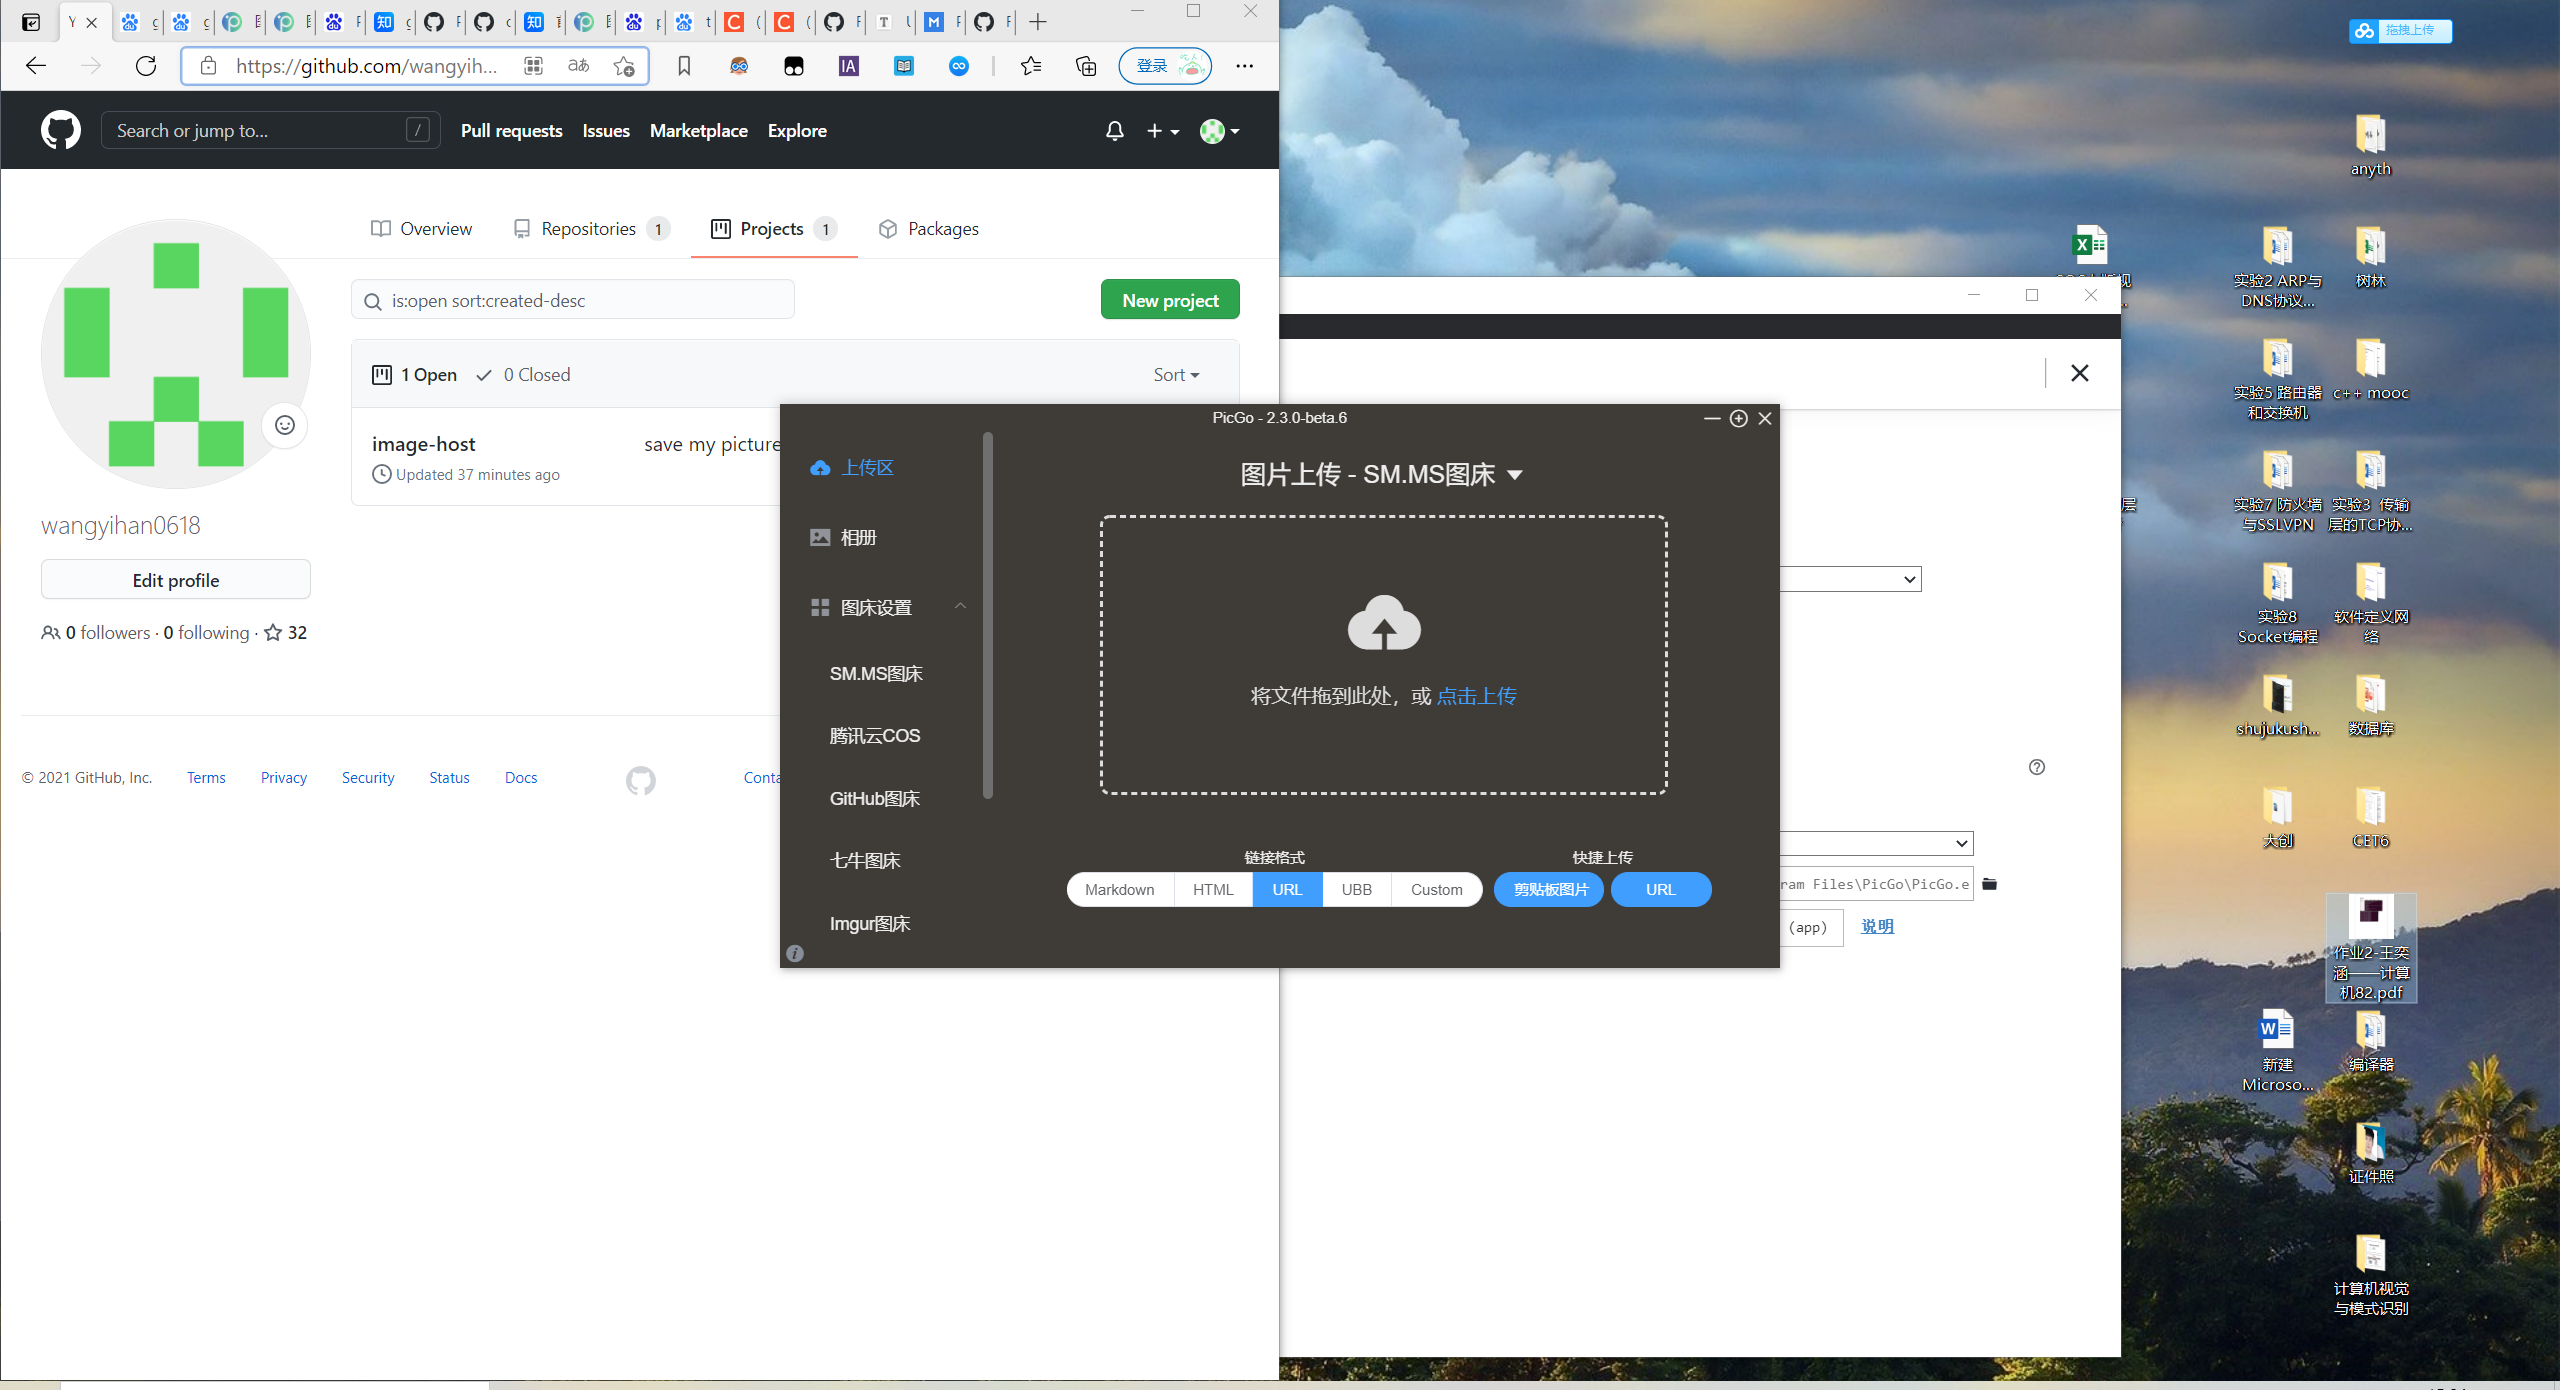 https://github.com/wangyih...
登录
Search or jump to...
/
Pull requests
Issues
Marketplace
Explore
Overview
Repositories 1
Projects 1
Packages
is:open sort:created-desc
New project
1 Open
0 Closed
Sort
image-host
save my picture
Updated 37 minutes ago
wangyihan0618
Edit profile
0 followers · 0 following · 32
© 2021 GitHub, Inc.
Terms
Privacy
Security
Status
Docs
Conta
PicGo - 2.3.0-beta.6
上传区
相册
图床设置
SM.MS图床
腾讯云COS
GitHub图床
七牛图床
Imgur图床
图片上传 - SM.MS图床
将文件拖到此处，或 点击上传
链接格式
快捷上传
Markdown
HTML
URL
UBB
Custom
剪贴板图片
URL
ram Files\PicGo\PicGo.e
(app)
说明
拖拽上传
anyth
实验2 ARP与
DNS协议...
树林
实验5 路由器
和交换机
c++ mooc
实验7 防火墙
与SSLVPN
实验3 传输
层的TCP协...
实验8
Socket编程
软件定义网
络
shujukush...
数据库
大创
CET6
作业2-王奕
涵——计算
机82.pdf
新建
Microso...
编译器
证件照
计算机视觉
与模式识别